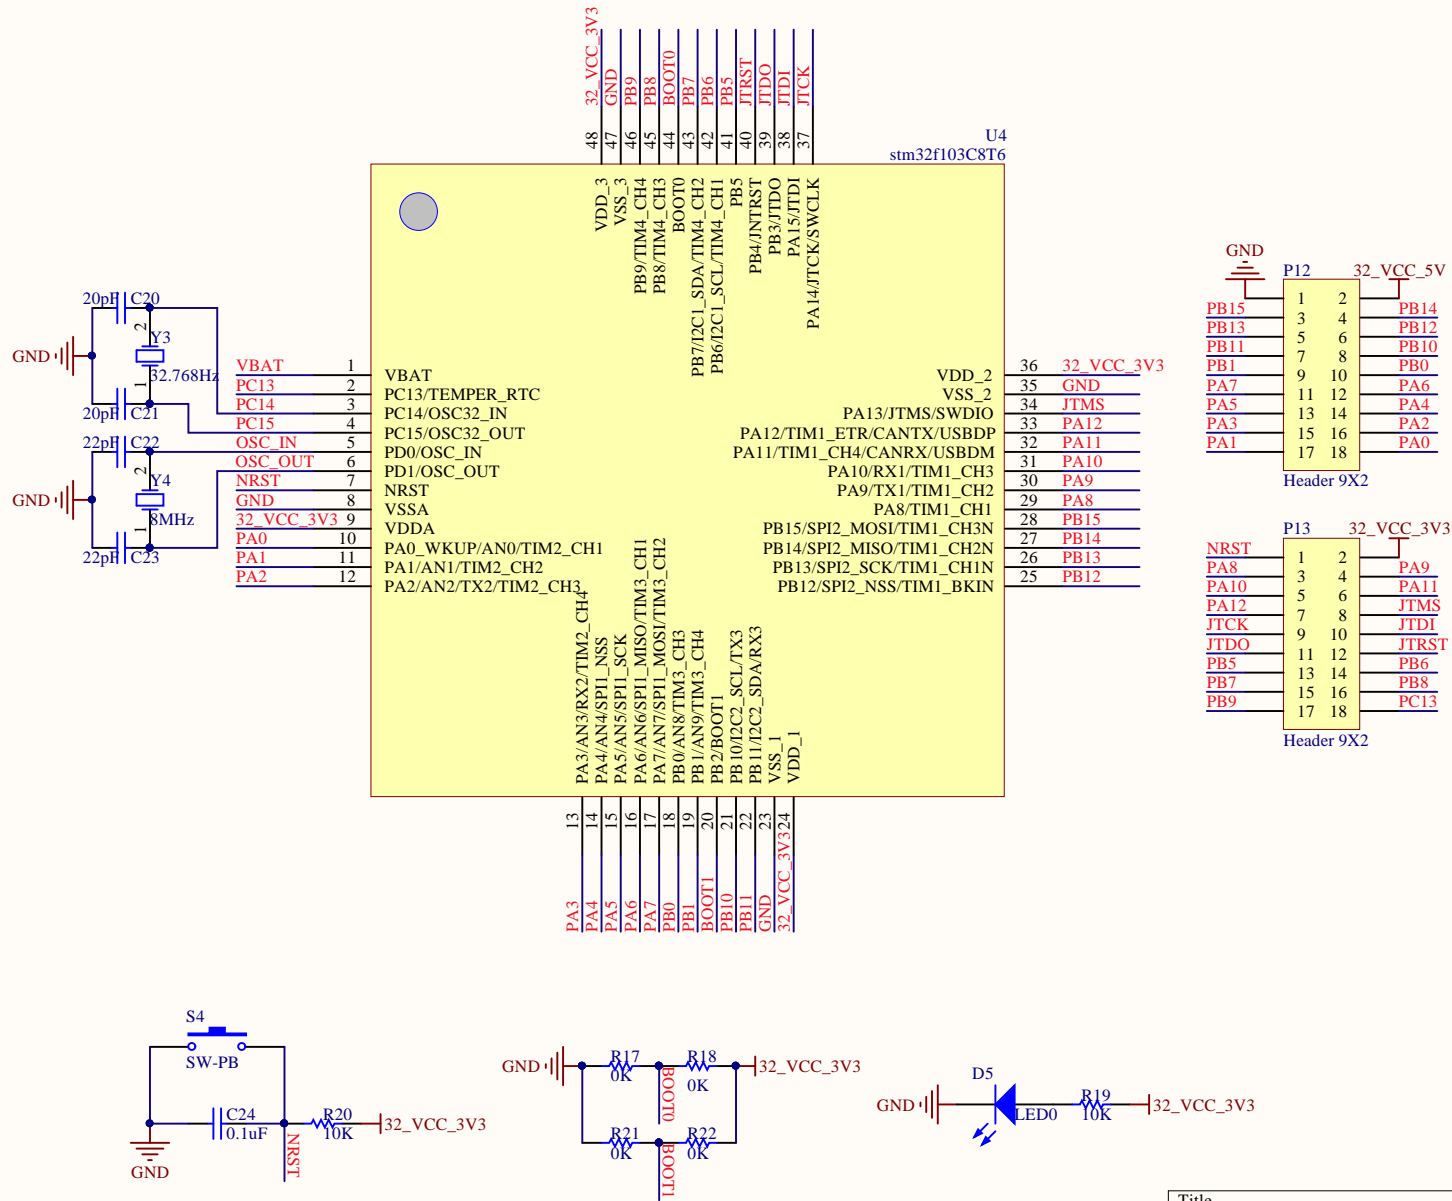 32_VCC_3V3
GND
PB9
PB8
BOOT0
PB7
PB6
PB5
JTRST
JTDO
JTDI
JTCK
48
47
46
45
44
43
42
41
40
39
38
37
U4
stm32f103C8T6
VDD_3
VSS_3
PB9/TIM4_CH4
PB8/TIM4_CH3
BOOT0
PB7/I2C1_SDA/TIM4_CH2
PB6/I2C1_SCL/TIM4_CH1
PB5
PB4/JNTRST
PB3/JTDO
PA15/JTDI
PA14/JTCK/SWCLK
20pF C20
2
Y3
GND
32.768Hz
1
20pF C21
22pF C22
2
Y4
GND
8MHz
1
22pF C23
VBAT 1 VBAT
PC13 2 PC13/TEMPER_RTC
PC14 3 PC14/OSC32_IN
PC15 4 PC15/OSC32_OUT
OSC_IN 5 PD0/OSC_IN
OSC_OUT 6 PD1/OSC_OUT
NRST 7 NRST
GND 8 VSSA
32_VCC_3V3 9 VDDA
PA0 10 PA0_WKUP/AN0/TIM2_CH1
PA1 11 PA1/AN1/TIM2_CH2
PA2 12 PA2/AN2/TX2/TIM2_CH3
VDD_2 36 32_VCC_3V3
VSS_2 35 GND
PA13/JTMS/SWDIO 34 JTMS
PA12/TIM1_ETR/CANTX/USBDP 33 PA12
PA11/TIM1_CH4/CANRX/USBDM 32 PA11
PA10/RX1/TIM1_CH3 31 PA10
PA9/TX1/TIM1_CH2 30 PA9
PA8/TIM1_CH1 29 PA8
PB15/SPI2_MOSI/TIM1_CH3N 28 PB15
PB14/SPI2_MISO/TIM1_CH2N 27 PB14
PB13/SPI2_SCK/TIM1_CH1N 26 PB13
PB12/SPI2_NSS/TIM1_BKIN 25 PB12
PA3/AN3/RX2/TIM2_CH4
PA4/AN4/SPI1_NSS
PA5/AN5/SPI1_SCK
PA6/AN6/SPI1_MISO/TIM3_CH1
PA7/AN7/SPI1_MOSI/TIM3_CH2
PB0/AN8/TIM3_CH3
PB1/AN9/TIM3_CH4
PB2/BOOT1
PB10/I2C2_SCL/TX3
PB11/I2C2_SDA/RX3
VSS_1
VDD_1
13
14
15
16
17
18
19
20
21
22
23
24
PA3
PA4
PA5
PA6
PA7
PB0
PB1
BOOT1
PB10
PB11
GND
32_VCC_3V3
GND
P12 32_VCC_5V
1 2
PB15 3 4 PB14
PB13 5 6 PB12
PB11 7 8 PB10
PB1 9 10 PB0
PA7 11 12 PA6
PA5 13 14 PA4
PA3 15 16 PA2
PA1 17 18 PA0
Header 9X2
P13 32_VCC_3V3
NRST 1 2
PA8 3 4 PA9
PA10 5 6 PA11
PA12 7 8 JTMS
JTCK 9 10 JTDI
JTDO 11 12 JTRST
PB5 13 14 PB6
PB7 15 16 PB8
PB9 17 18 PC13
Header 9X2
S4
SW-PB
C24
0.1uF
R20
10K
32_VCC_3V3
GND
NRST
GND
R17
0K
R18
0K
32_VCC_3V3
BOOT0
R21
0K
R22
0K
BOOT1
D5
GND
LED0
R19
10K
32_VCC_3V3
Title